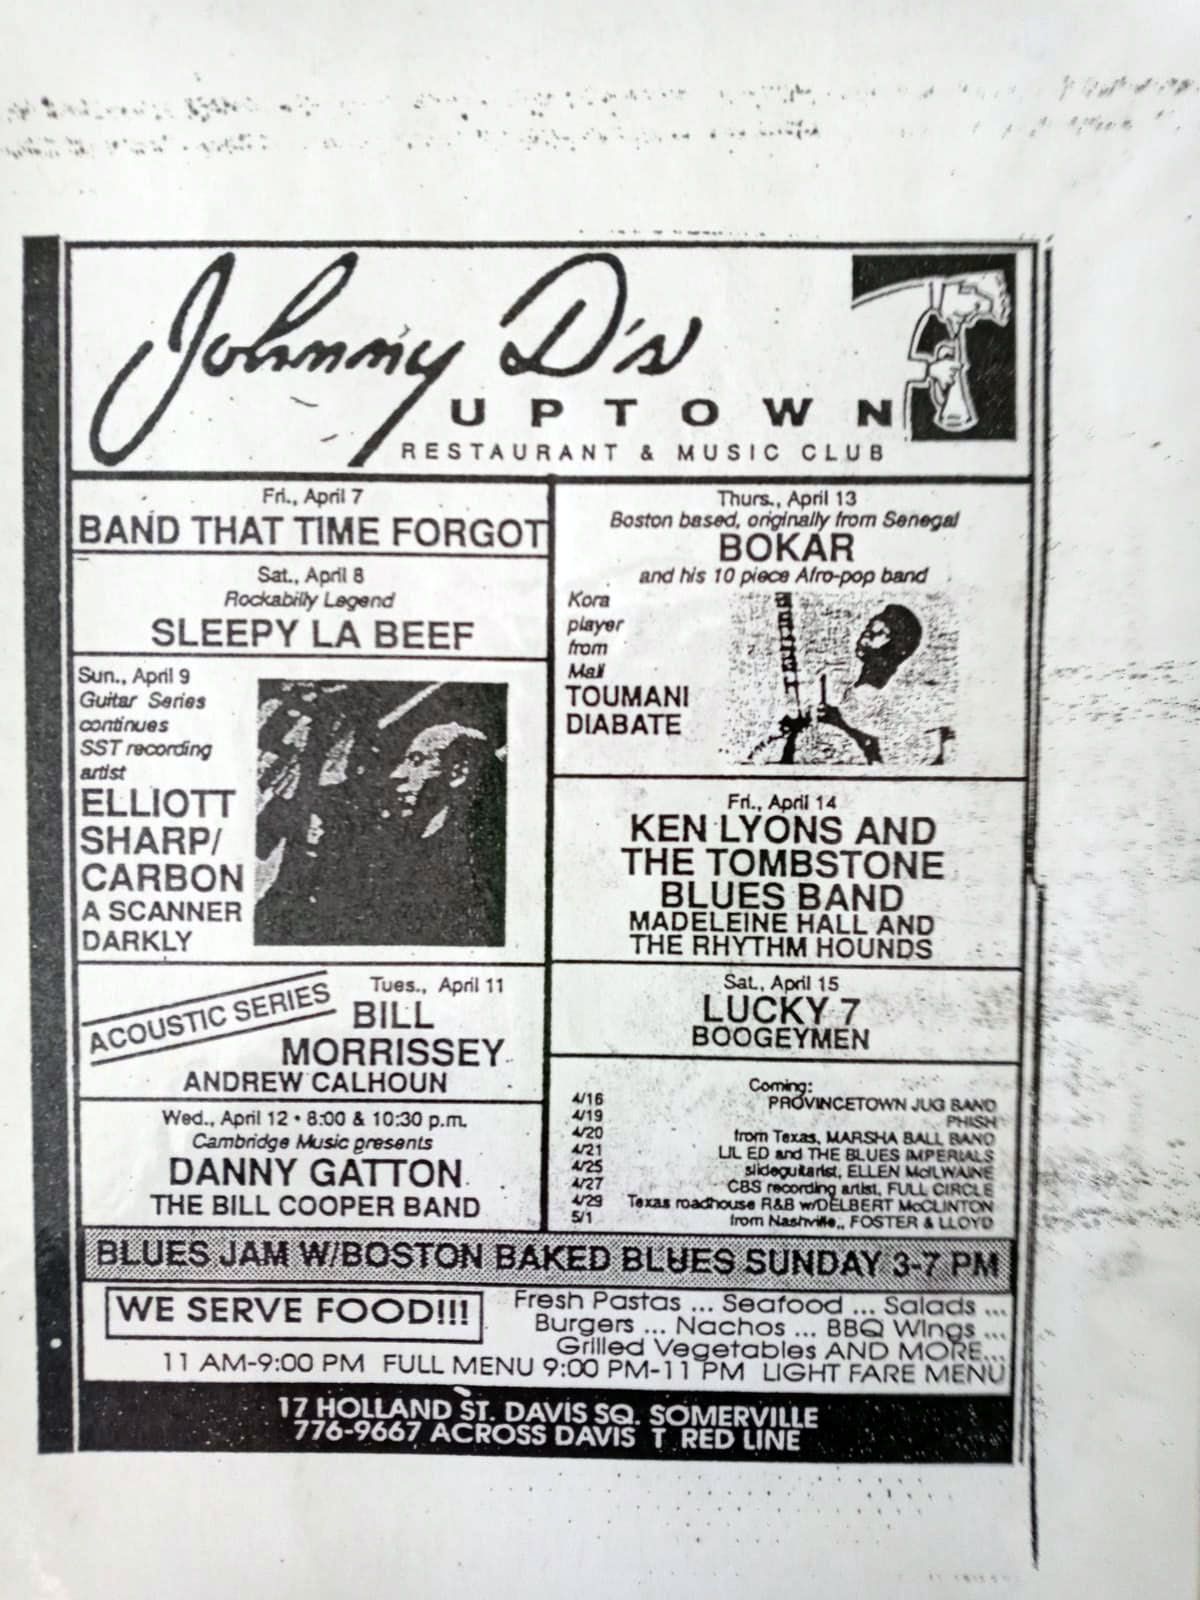 Johnny D's
UPTOWN
RESTAURANT & MUSIC CLUB
Fri., April 7
BAND THAT TIME FORGOT
Sat., April 8
Rockabilly Legend
SLEEPY LA BEEF
Sun., April 9
Guitar Series
continues
SST recording
artist
ELLIOTT
SHARP/
CARBON
A SCANNER
DARKLY
ACOUSTIC SERIES
Tues., April 11
BILL
MORRISSEY
ANDREW CALHOUN
Wed., April 12 • 8:00 & 10:30 p.m.
Cambridge Music presents
DANNY GATTON
THE BILL COOPER BAND
Thurs., April 13
Boston based, originally from Senegal
BOKAR
and his 10 piece Afro-pop band
Kora
player
from
Mali
TOUMANI
DIABATE
Fri., April 14
KEN LYONS AND
THE TOMBSTONE
BLUES BAND
MADELEINE HALL AND
THE RHYTHM HOUNDS
Sat., April 15
LUCKY 7
BOOGEYMEN
Coming:
4/16 PROVINCETOWN JUG BAND
4/19 PHISH
4/20 from Texas, MARSHA BALL BAND
4/21 LIL ED and THE BLUES IMPERIALS
4/25 slideguitarist, ELLEN McILWAINE
4/27 CBS recording artist, FULL CIRCLE
4/29 Texas roadhouse R&B w/DELBERT McCLINTON
5/1 from Nashville,, FOSTER & LLOYD
BLUES JAM W/BOSTON BAKED BLUES SUNDAY 3-7 PM
WE SERVE FOOD!!!
Fresh Pastas ... Seafood ... Salads ...
Burgers ... Nachos ... BBQ Wings ...
Grilled Vegetables AND MORE...
11 AM-9:00 PM FULL MENU 9:00 PM-11 PM LIGHT FARE MENU
17 HOLLAND ST. DAVIS SQ. SOMERVILLE
776-9667 ACROSS DAVIS T RED LINE